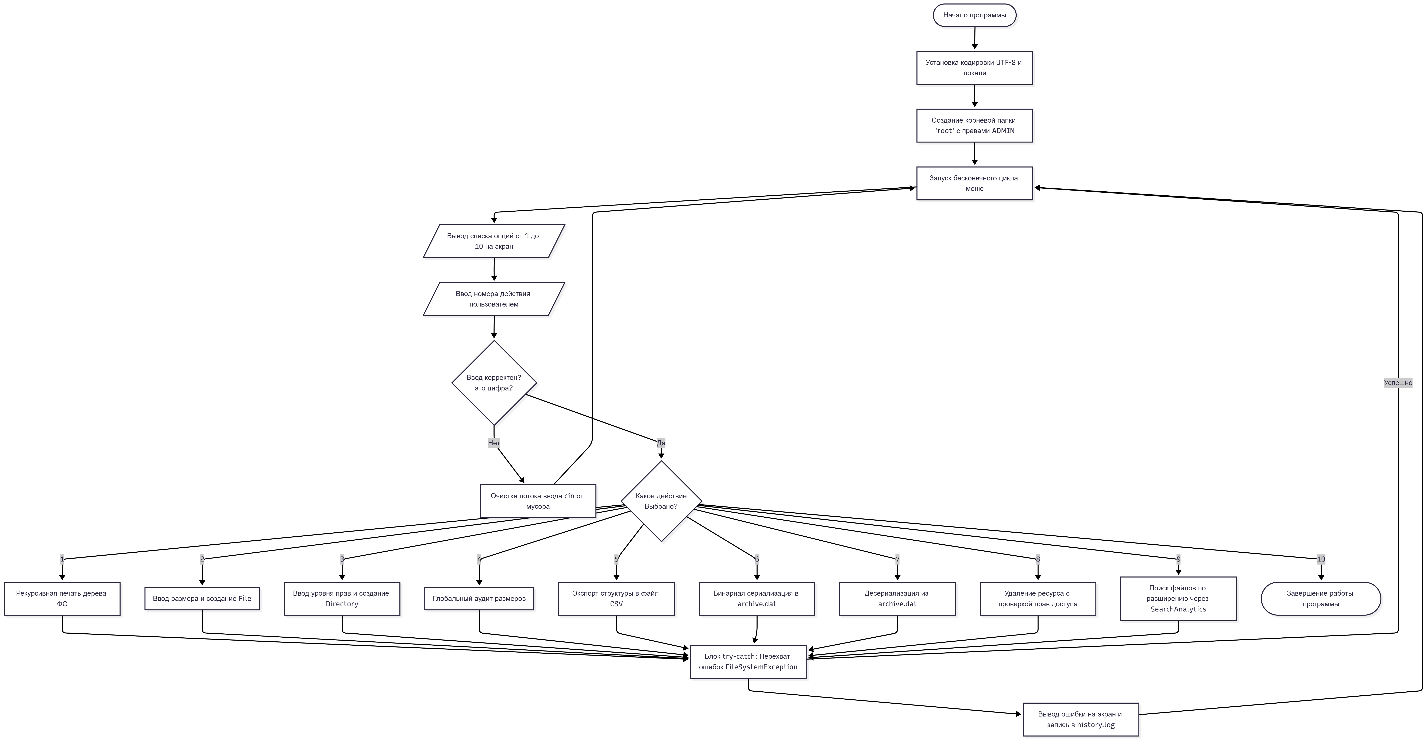 Начало программы
Установка кодировки UTF-8 и
локали
Создание корневой папки
'root' с правами ADMIN
Запуск бесконечного цикла
меню
Вывод списка опций от 1 до
10 на экран
Ввод номера действия
пользователем
Ввод корректен?
это цифра?
Нет
Да
Успешно
Очистка потока ввода cin от
мусора
Какое действие
Выбрано?
1
2
3
4
5
6
7
8
9
10
Рекурсивная печать дерева
ФС
Ввод размера и создание File
Ввод уровня прав и создание
Directory
Глобальный аудит размеров
Экспорт структуры в файл
CSV
Бинарная сериализация в
archive.dat
Десериализация из
archive.dat
Удаление ресурса с
проверкой прав доступа
Поиск файлов по
расширению через
SearchAnalytics
Завершение работы
программы
Блок try-catch: Перехват
ошибок FileSystemException
Вывод ошибки на экран и
запись в history.log